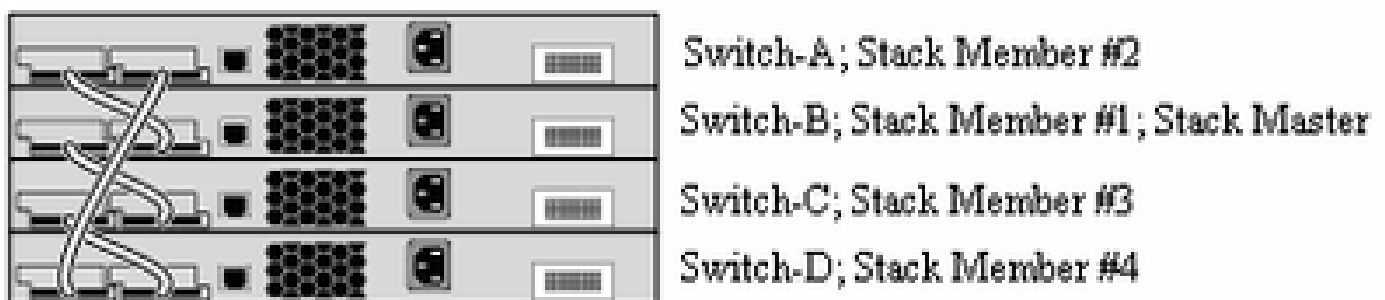 Switch-A; Stack Member #2
Switch-B; Stack Member #1; Stack Master
Switch-C; Stack Member #3
Switch-D; Stack Member #4